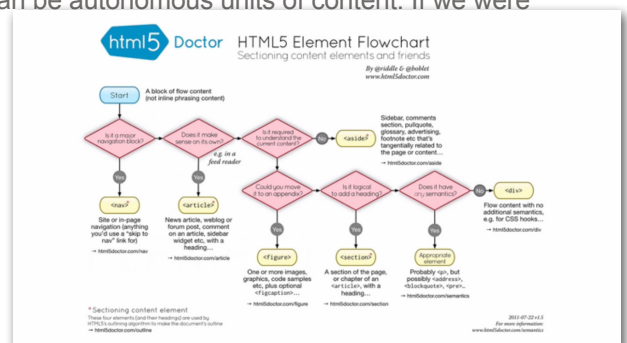 an be autonomous units of content. If we were
html5 Doctor
HTML5 Element Flowchart
Sectioning content elements and friends
By @riddle & @boblet
www.html5doctor.com
Start
A block of flow content
(not inline phrasing content)
Is it a major
navigation block?
Does it make
sense on its own?
e.g. in a
feed reader
Is it required
to understand the
current content?
No
<aside>*
Sidebar, comments
section, pullquote,
glossary, advertising,
footnote etc that's
tangentially related to
the page or content…
→ html5doctor.com/aside
Yes
Yes
Yes
<nav>*
Site or in-page
navigation (anything
you'd use a "skip to
nav" link for)
→ html5doctor.com/nav
<article>*
News article, weblog or
forum post, comment
on an article, sidebar
widget etc, with a
heading…
→ html5doctor.com/article
Could you move
it to an appendix?
Is it logical
to add a heading?
Does it have
any semantics?
No
<div>
Flow content with no
additional semantics,
e.g. for CSS hooks…
→ html5doctor.com/div
Yes
Yes
Yes
<figure>
One or more images,
graphics, code samples
etc, plus optional
<figcaption>…
→ html5doctor.com/figure
<section>*
A section of the page,
or chapter of an
<article>, with a
heading…
→ html5doctor.com/section
Appropriate
element
Probably <p>, but
possibly <address>,
<blockquote>, <pre>…
→ html5doctor.com/semantics
* Sectioning content element
These four elements (and their headings) are used by
HTML5's outlining algorithm to make the document's outline
→ html5doctor.com/outline
2011-07-22 v1.5
For more information:
www.html5doctor.com/semantics